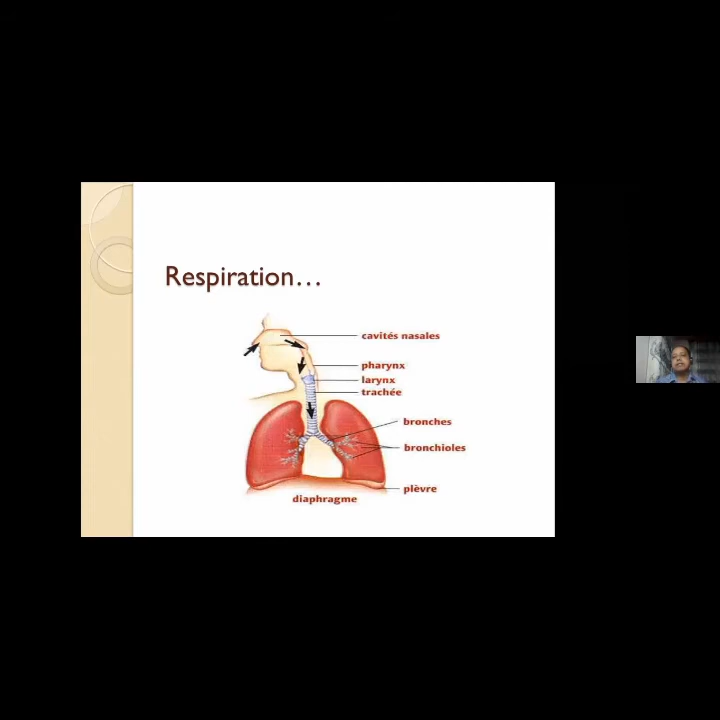 Respiration…
cavités nasales
pharynx
larynx
trachée
bronches
bronchioles
plèvre
diaphragme